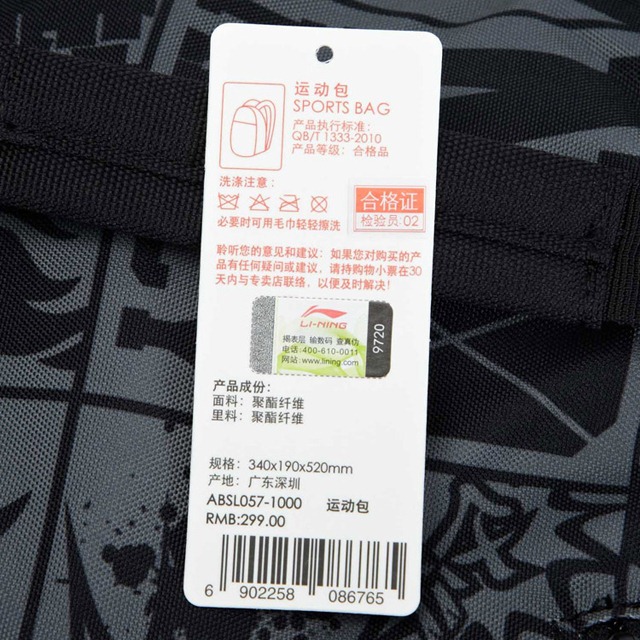 运动包
SPORTS BAG
产品执行标准:
QB/T 1333-2010
产品等级: 合格品
洗涤注意:
必要时可用毛巾轻轻擦洗
合格证
检验员:02
聆听您的意见和建议: 如果您对购买的产
品有任何疑问或建议, 请持购物小票在30
天内与专卖店联络, 以便及时解决!
LI-NING
揭表层 输数码 查真伪
电话:400-610-0011
网站:www.lining.com
9720
产品成份:
面料: 聚酯纤维
里料: 聚酯纤维
规格: 340x190x520mm
产地: 广东深圳
ABSL057-1000 运动包
RMB:299.00
6 902258 086765